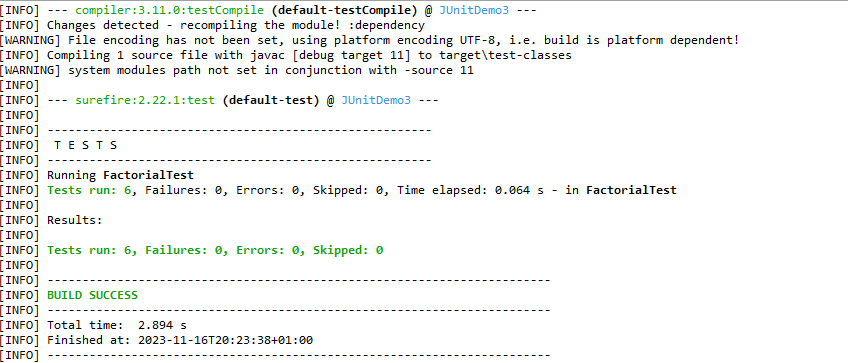 [INFO] --- compiler:3.11.0:testCompile (default-testCompile) @ JUnitDemo3 ---
[INFO] Changes detected - recompiling the module! :dependency
[WARNING] File encoding has not been set, using platform encoding UTF-8, i.e. build is platform dependent!
[INFO] Compiling 1 source file with javac [debug target 11] to target\test-classes
[WARNING] system modules path not set in conjunction with -source 11
[INFO]
[INFO] --- surefire:2.22.1:test (default-test) @ JUnitDemo3 ---
[INFO]
[INFO] -------------------------------------------------------
[INFO]  T E S T S
[INFO] -------------------------------------------------------
[INFO] Running FactorialTest
[INFO] Tests run: 6, Failures: 0, Errors: 0, Skipped: 0, Time elapsed: 0.064 s - in FactorialTest
[INFO]
[INFO] Results:
[INFO]
[INFO] Tests run: 6, Failures: 0, Errors: 0, Skipped: 0
[INFO]
[INFO] ------------------------------------------------------------------------
[INFO] BUILD SUCCESS
[INFO] ------------------------------------------------------------------------
[INFO] Total time:  2.894 s
[INFO] Finished at: 2023-11-16T20:23:38+01:00
[INFO] ------------------------------------------------------------------------